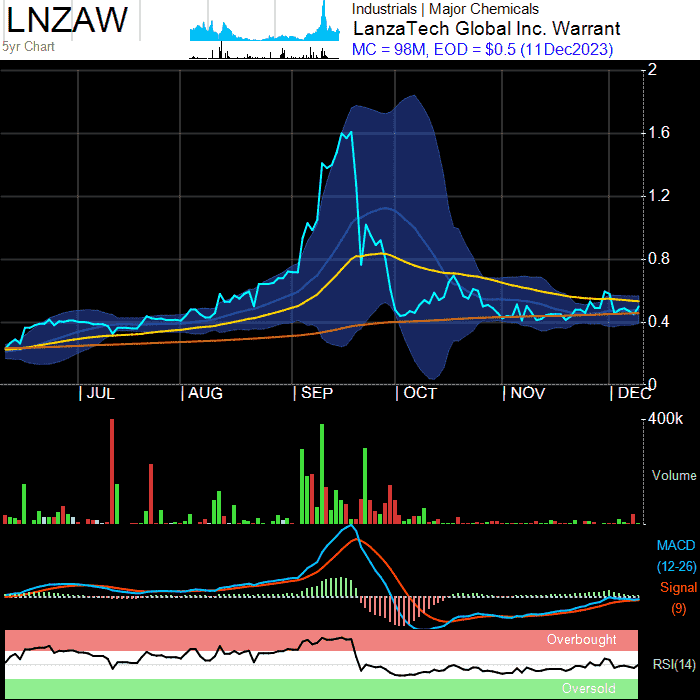 LNZAW
5yr Chart
Industrials | Major Chemicals
LanzaTech Global Inc. Warrant
MC = 98M, EOD = $0.5 (11Dec2023)
2
1.6
1.2
0.8
0.4
0
JUL AUG SEP OCT NOV DEC
400k
Volume
MACD
(12-26)
Signal
(9)
Overbought
RSI(14)
Oversold